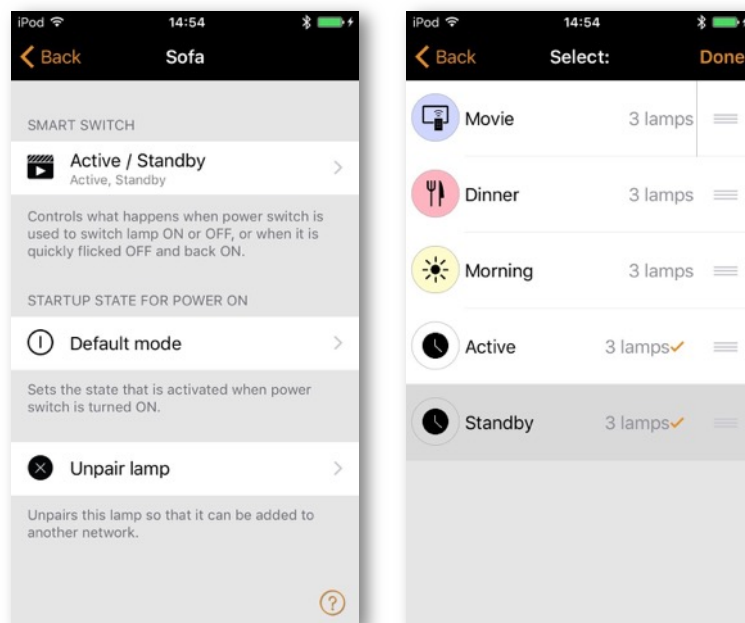 iPod 14:54
Back Sofa
SMART SWITCH
Active / Standby
Active, Standby
Controls what happens when power switch is
used to switch lamp ON or OFF, or when it is
quickly flicked OFF and back ON.
STARTUP STATE FOR POWER ON
Default mode
Sets the state that is activated when power
switch is turned ON.
Unpair lamp
Unpairs this lamp so that it can be added to
another network.
?
iPod 14:54
Back Select: Done
Movie 3 lamps
Dinner 3 lamps
Morning 3 lamps
Active 3 lamps
Standby 3 lamps